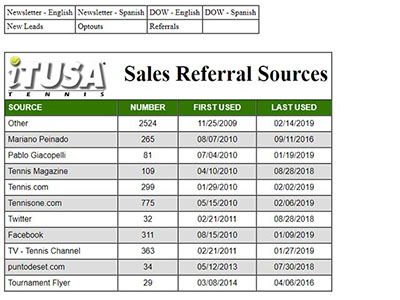 Newsletter - English Newsletter - Spanish DOW - English DOW - Spanish
New Leads Optouts Referrals
iTUSA
TENNIS
Sales Referral Sources
SOURCE NUMBER FIRST USED LAST USED
Other 2524 11/25/2009 02/14/2019
Mariano Peinado 265 08/07/2010 09/11/2016
Pablo Giacopelli 81 07/04/2010 01/19/2019
Tennis Magazine 109 04/10/2010 08/28/2018
Tennis.com 299 01/29/2010 02/02/2019
Tennisone.com 775 05/15/2010 02/06/2019
Twitter 32 02/21/2011 08/28/2018
Facebook 311 08/15/2010 01/09/2019
TV - Tennis Channel 363 02/21/2011 01/27/2019
puntodeset.com 34 05/12/2013 07/30/2018
Tournament Flyer 29 03/08/2014 04/06/2016